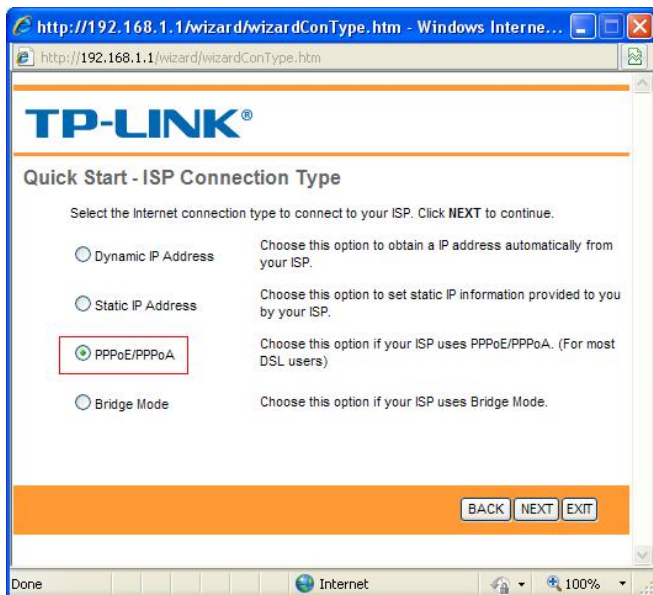 http://192.168.1.1/wizard/wizardConType.htm - Windows Interne...
http://192.168.1.1/wizard/wizardConType.htm
TP-LINK®
Quick Start - ISP Connection Type
Select the Internet connection type to connect to your ISP. Click NEXT to continue.
Dynamic IP Address
Choose this option to obtain a IP address automatically from
your ISP.
Static IP Address
Choose this option to set static IP information provided to you
by your ISP.
PPPoE/PPPoA
Choose this option if your ISP uses PPPoE/PPPoA. (For most
DSL users)
Bridge Mode
Choose this option if your ISP uses Bridge Mode.
BACK NEXT EXIT
Done Internet 100%